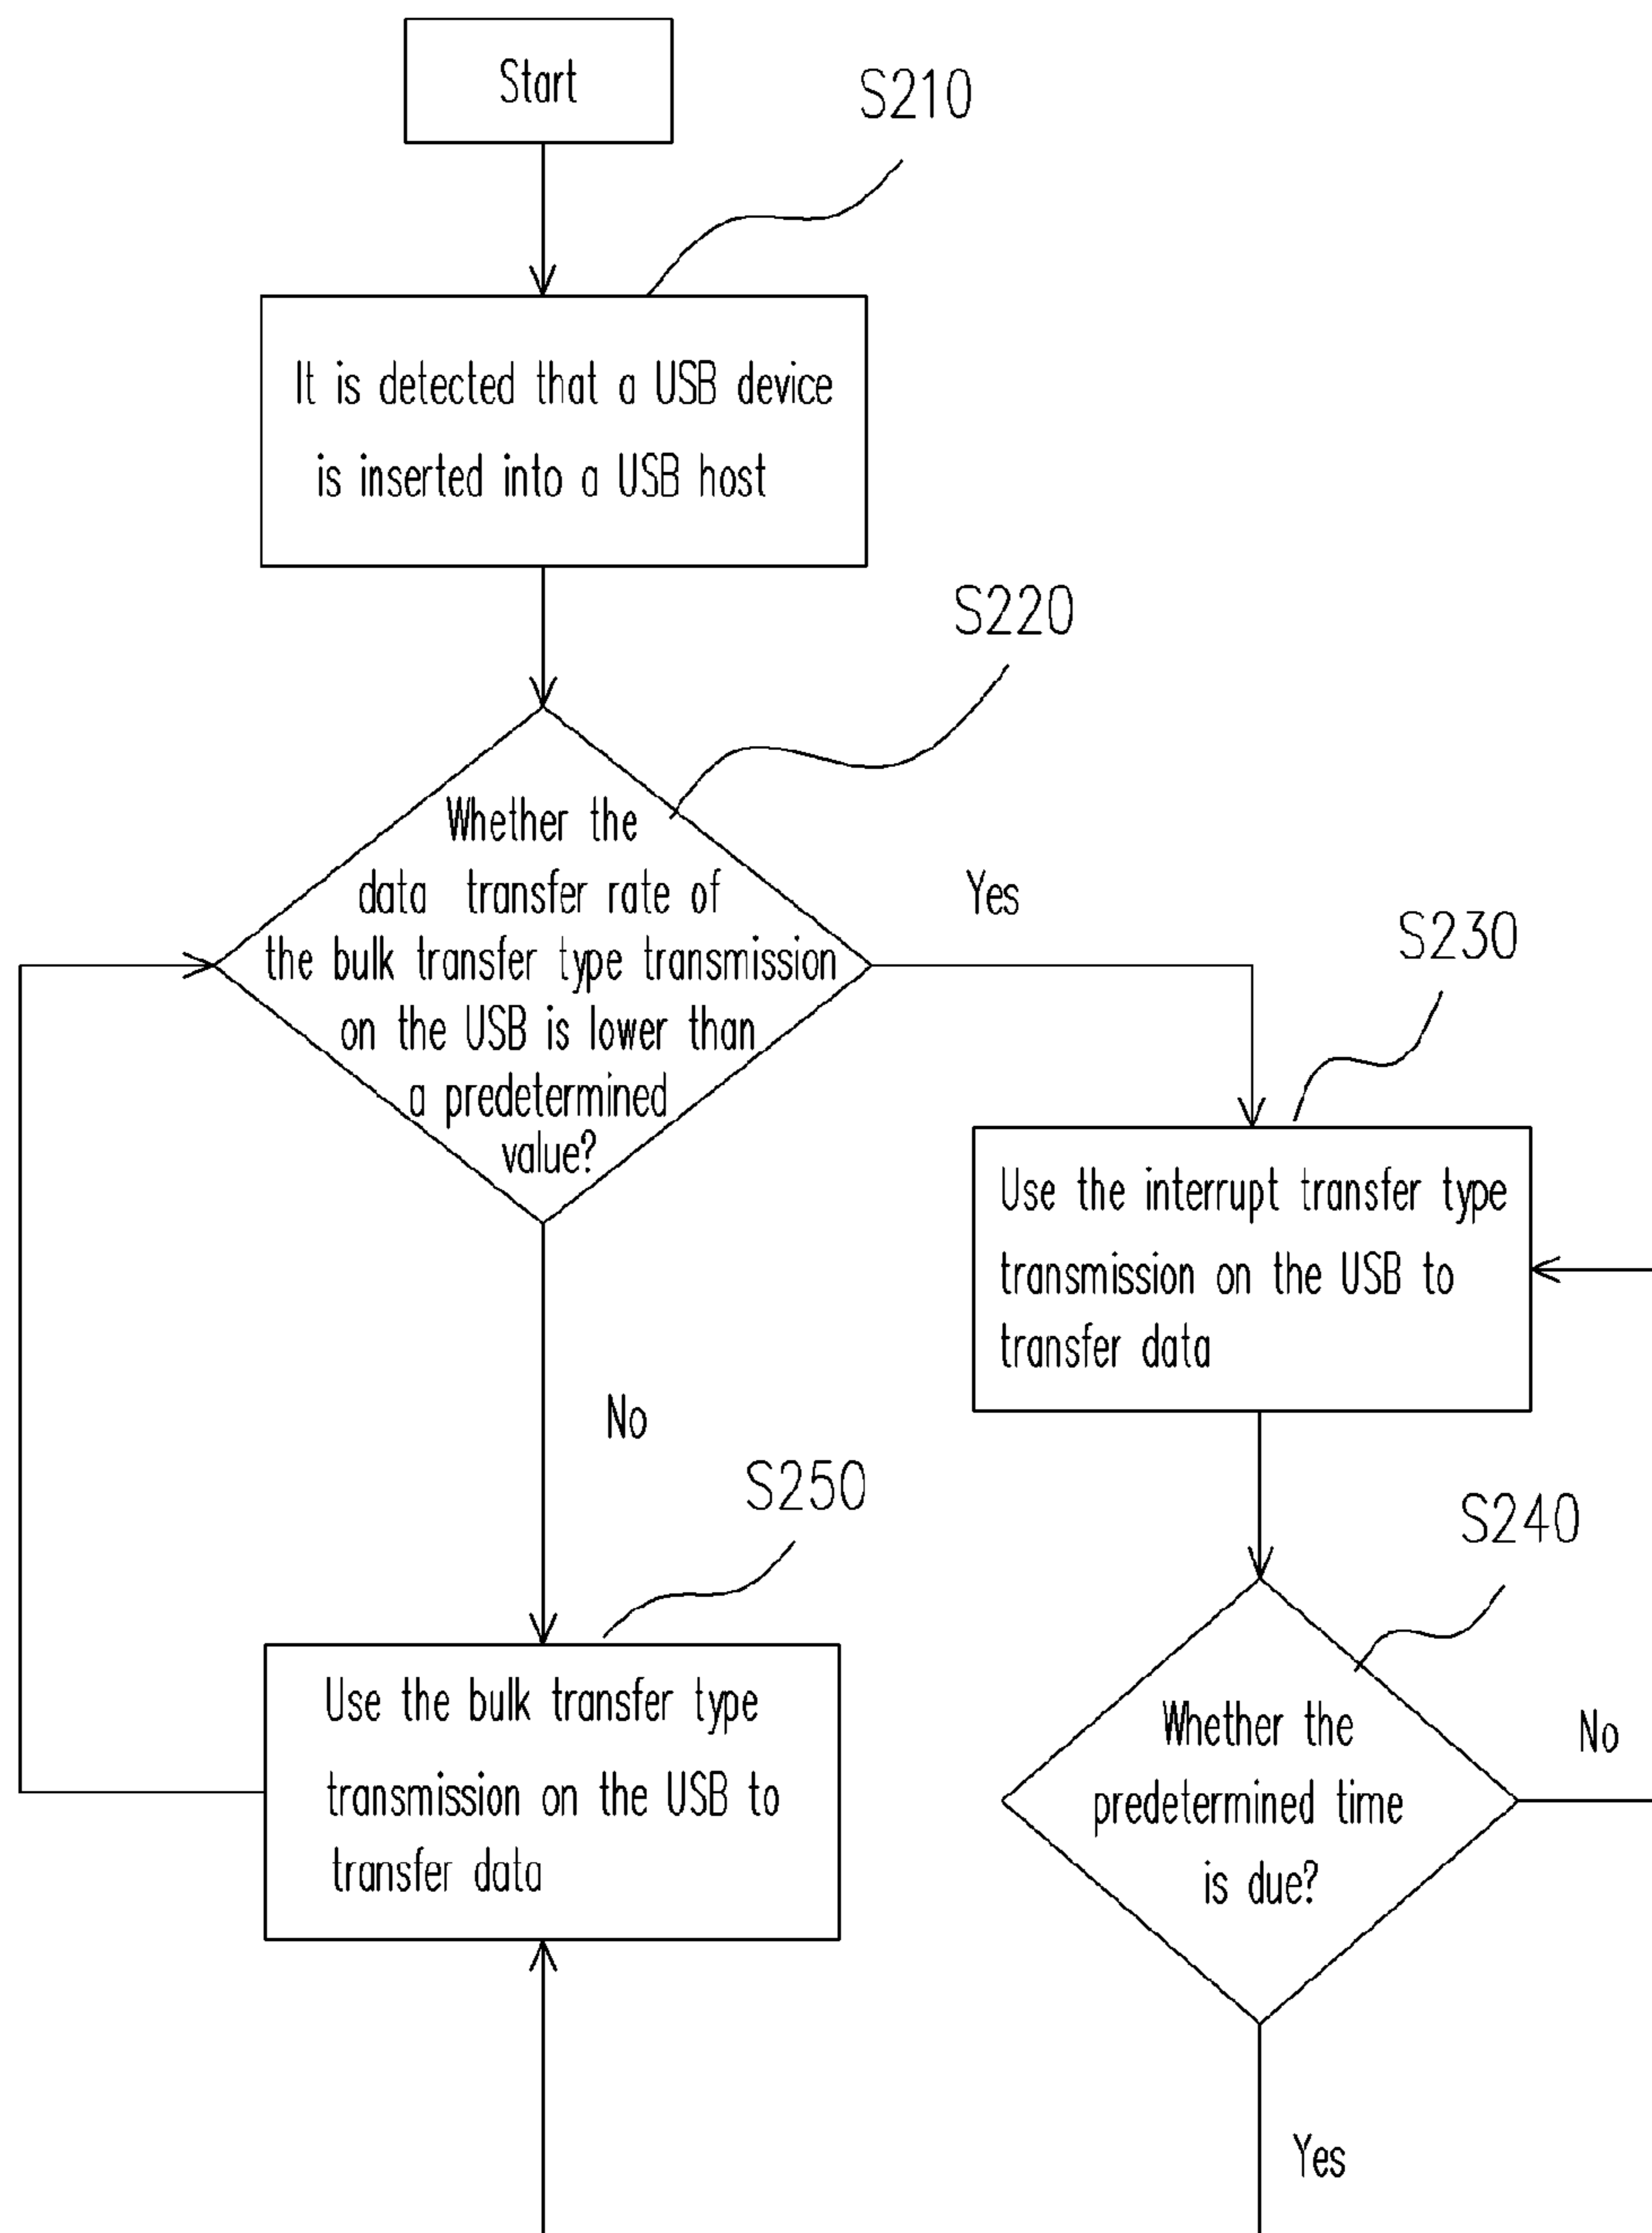 Start
S210
It is detected that a USB device
is inserted into a USB host
S220
Whether the
data transfer rate of
the bulk transfer type transmission
on the USB is lower than
a predetermined
value?
Yes
S230
Use the interrupt transfer type
transmission on the USB to
transfer data
No
S250
S240
Use the bulk transfer type
transmission on the USB to
transfer data
Whether the
predetermined time
is due?
No
Yes